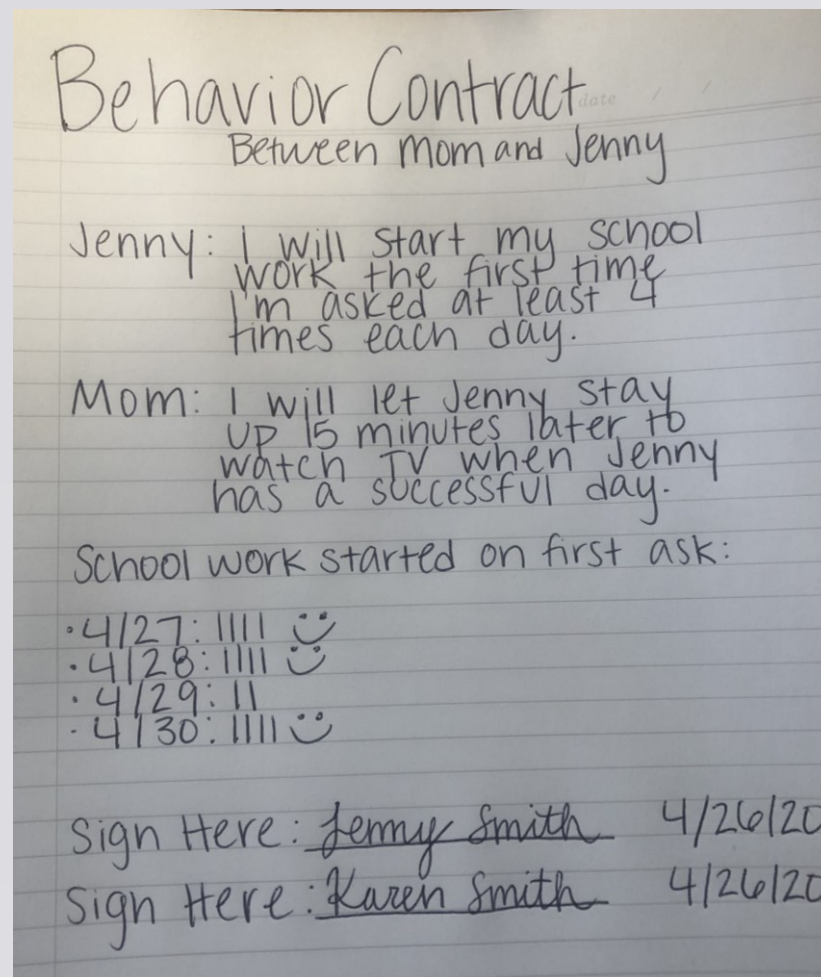 Behavior Contract
date / /
Between Mom and Jenny
Jenny: I will start my school
work the first time
I'm asked at least 4
times each day.
Mom: I will let Jenny stay
up 15 minutes later to
watch TV when Jenny
has a successful day.
School work started on first ask:
· 4/27: |||| :)
· 4/28: |||| :)
· 4/29: ||
· 4/30: |||| :)
Sign Here: Jenny Smith 4/26/20
Sign Here: Karen Smith 4/26/20